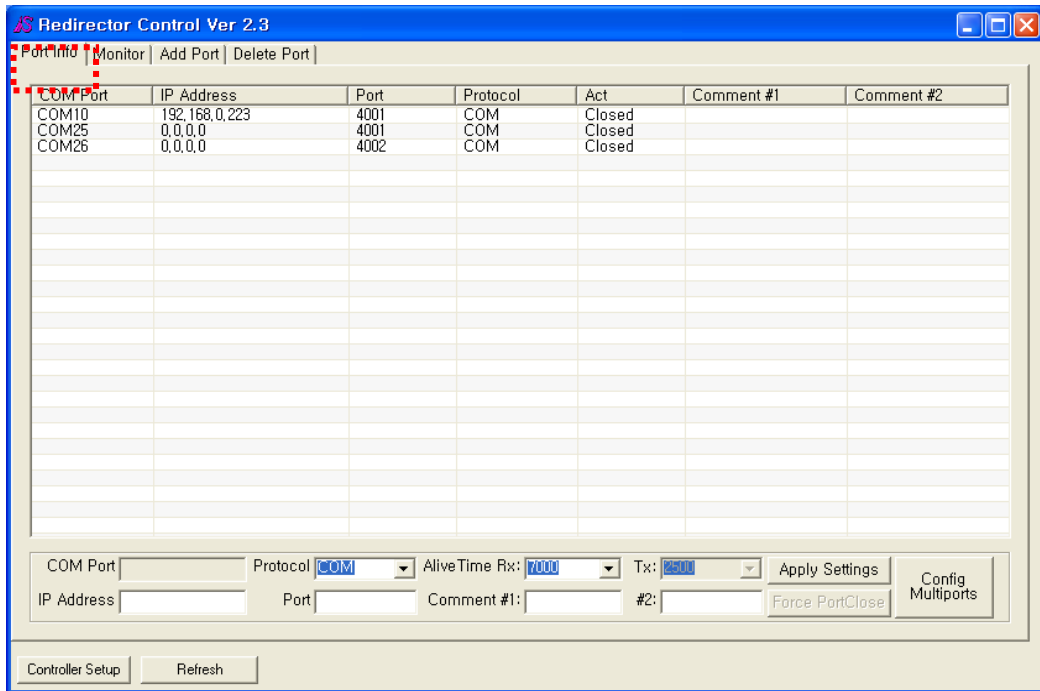 Redirector Control Ver 2.3
Port Info Monitor Add Port Delete Port
COM Port IP Address Port Protocol Act Comment #1 Comment #2
COM10 192,168,0,223 4001 COM Closed
COM25 0,0,0,0 4001 COM Closed
COM26 0,0,0,0 4002 COM Closed
COM Port Protocol COM AliveTime Rx: 7000 Tx: 2500 Apply Settings Config Multiports
IP Address Port Comment #1: #2: Force PortClose
Controller Setup Refresh